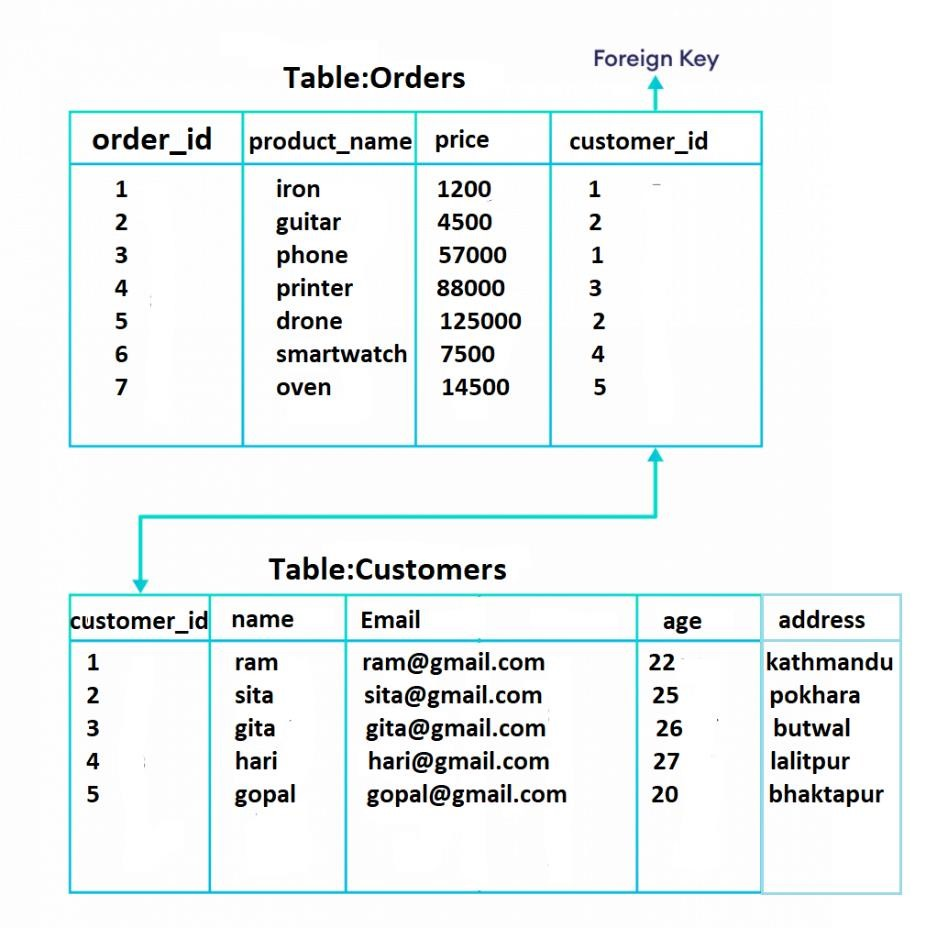 Foreign Key
Table:Orders
order_id product_name price customer_id
1 iron 1200 1
2 guitar 4500 2
3 phone 57000 1
4 printer 88000 3
5 drone 125000 2
6 smartwatch 7500 4
7 oven 14500 5
Table:Customers
customer_id name Email age address
1 ram ram@gmail.com 22 kathmandu
2 sita sita@gmail.com 25 pokhara
3 gita gita@gmail.com 26 butwal
4 hari hari@gmail.com 27 lalitpur
5 gopal gopal@gmail.com 20 bhaktapur